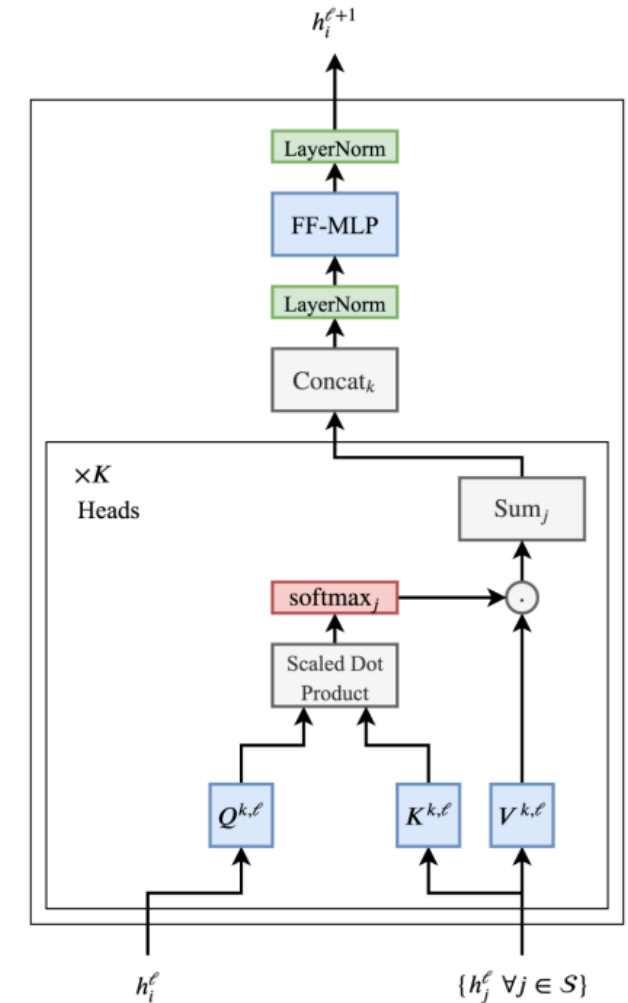 h_i^{ℓ+1}
LayerNorm
FF-MLP
LayerNorm
Concat_k
×K
Heads
Sum_j
softmax_j
.
Scaled Dot
Product
Q^{k,ℓ} K^{k,ℓ} V^{k,ℓ}
h_i^ℓ {h_j^ℓ ∀j ∈ S}